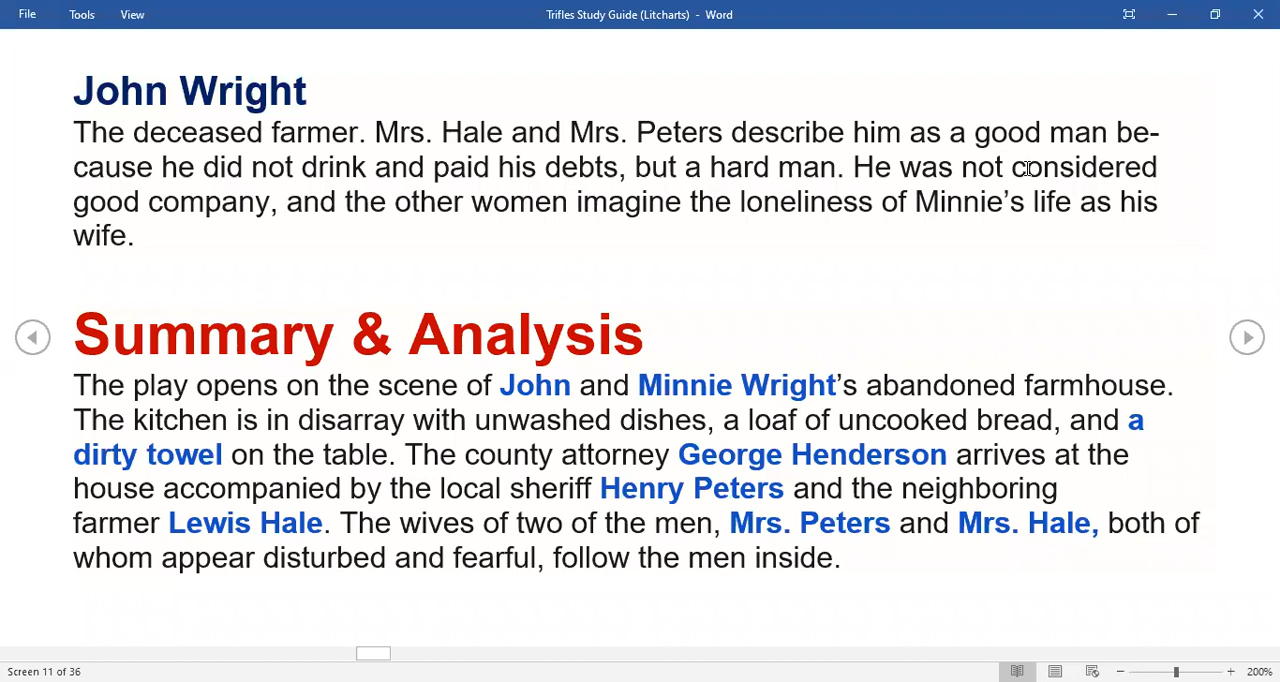 File Tools View Trifles Study Guide (Litcharts) - Word
John Wright
The deceased farmer. Mrs. Hale and Mrs. Peters describe him as a good man be-
cause he did not drink and paid his debts, but a hard man. He was not considered
good company, and the other women imagine the loneliness of Minnie’s life as his
wife.
Summary & Analysis
The play opens on the scene of John and Minnie Wright’s abandoned farmhouse.
The kitchen is in disarray with unwashed dishes, a loaf of uncooked bread, and a
dirty towel on the table. The county attorney George Henderson arrives at the
house accompanied by the local sheriff Henry Peters and the neighboring
farmer Lewis Hale. The wives of two of the men, Mrs. Peters and Mrs. Hale, both of
whom appear disturbed and fearful, follow the men inside.
Screen 11 of 36 200%